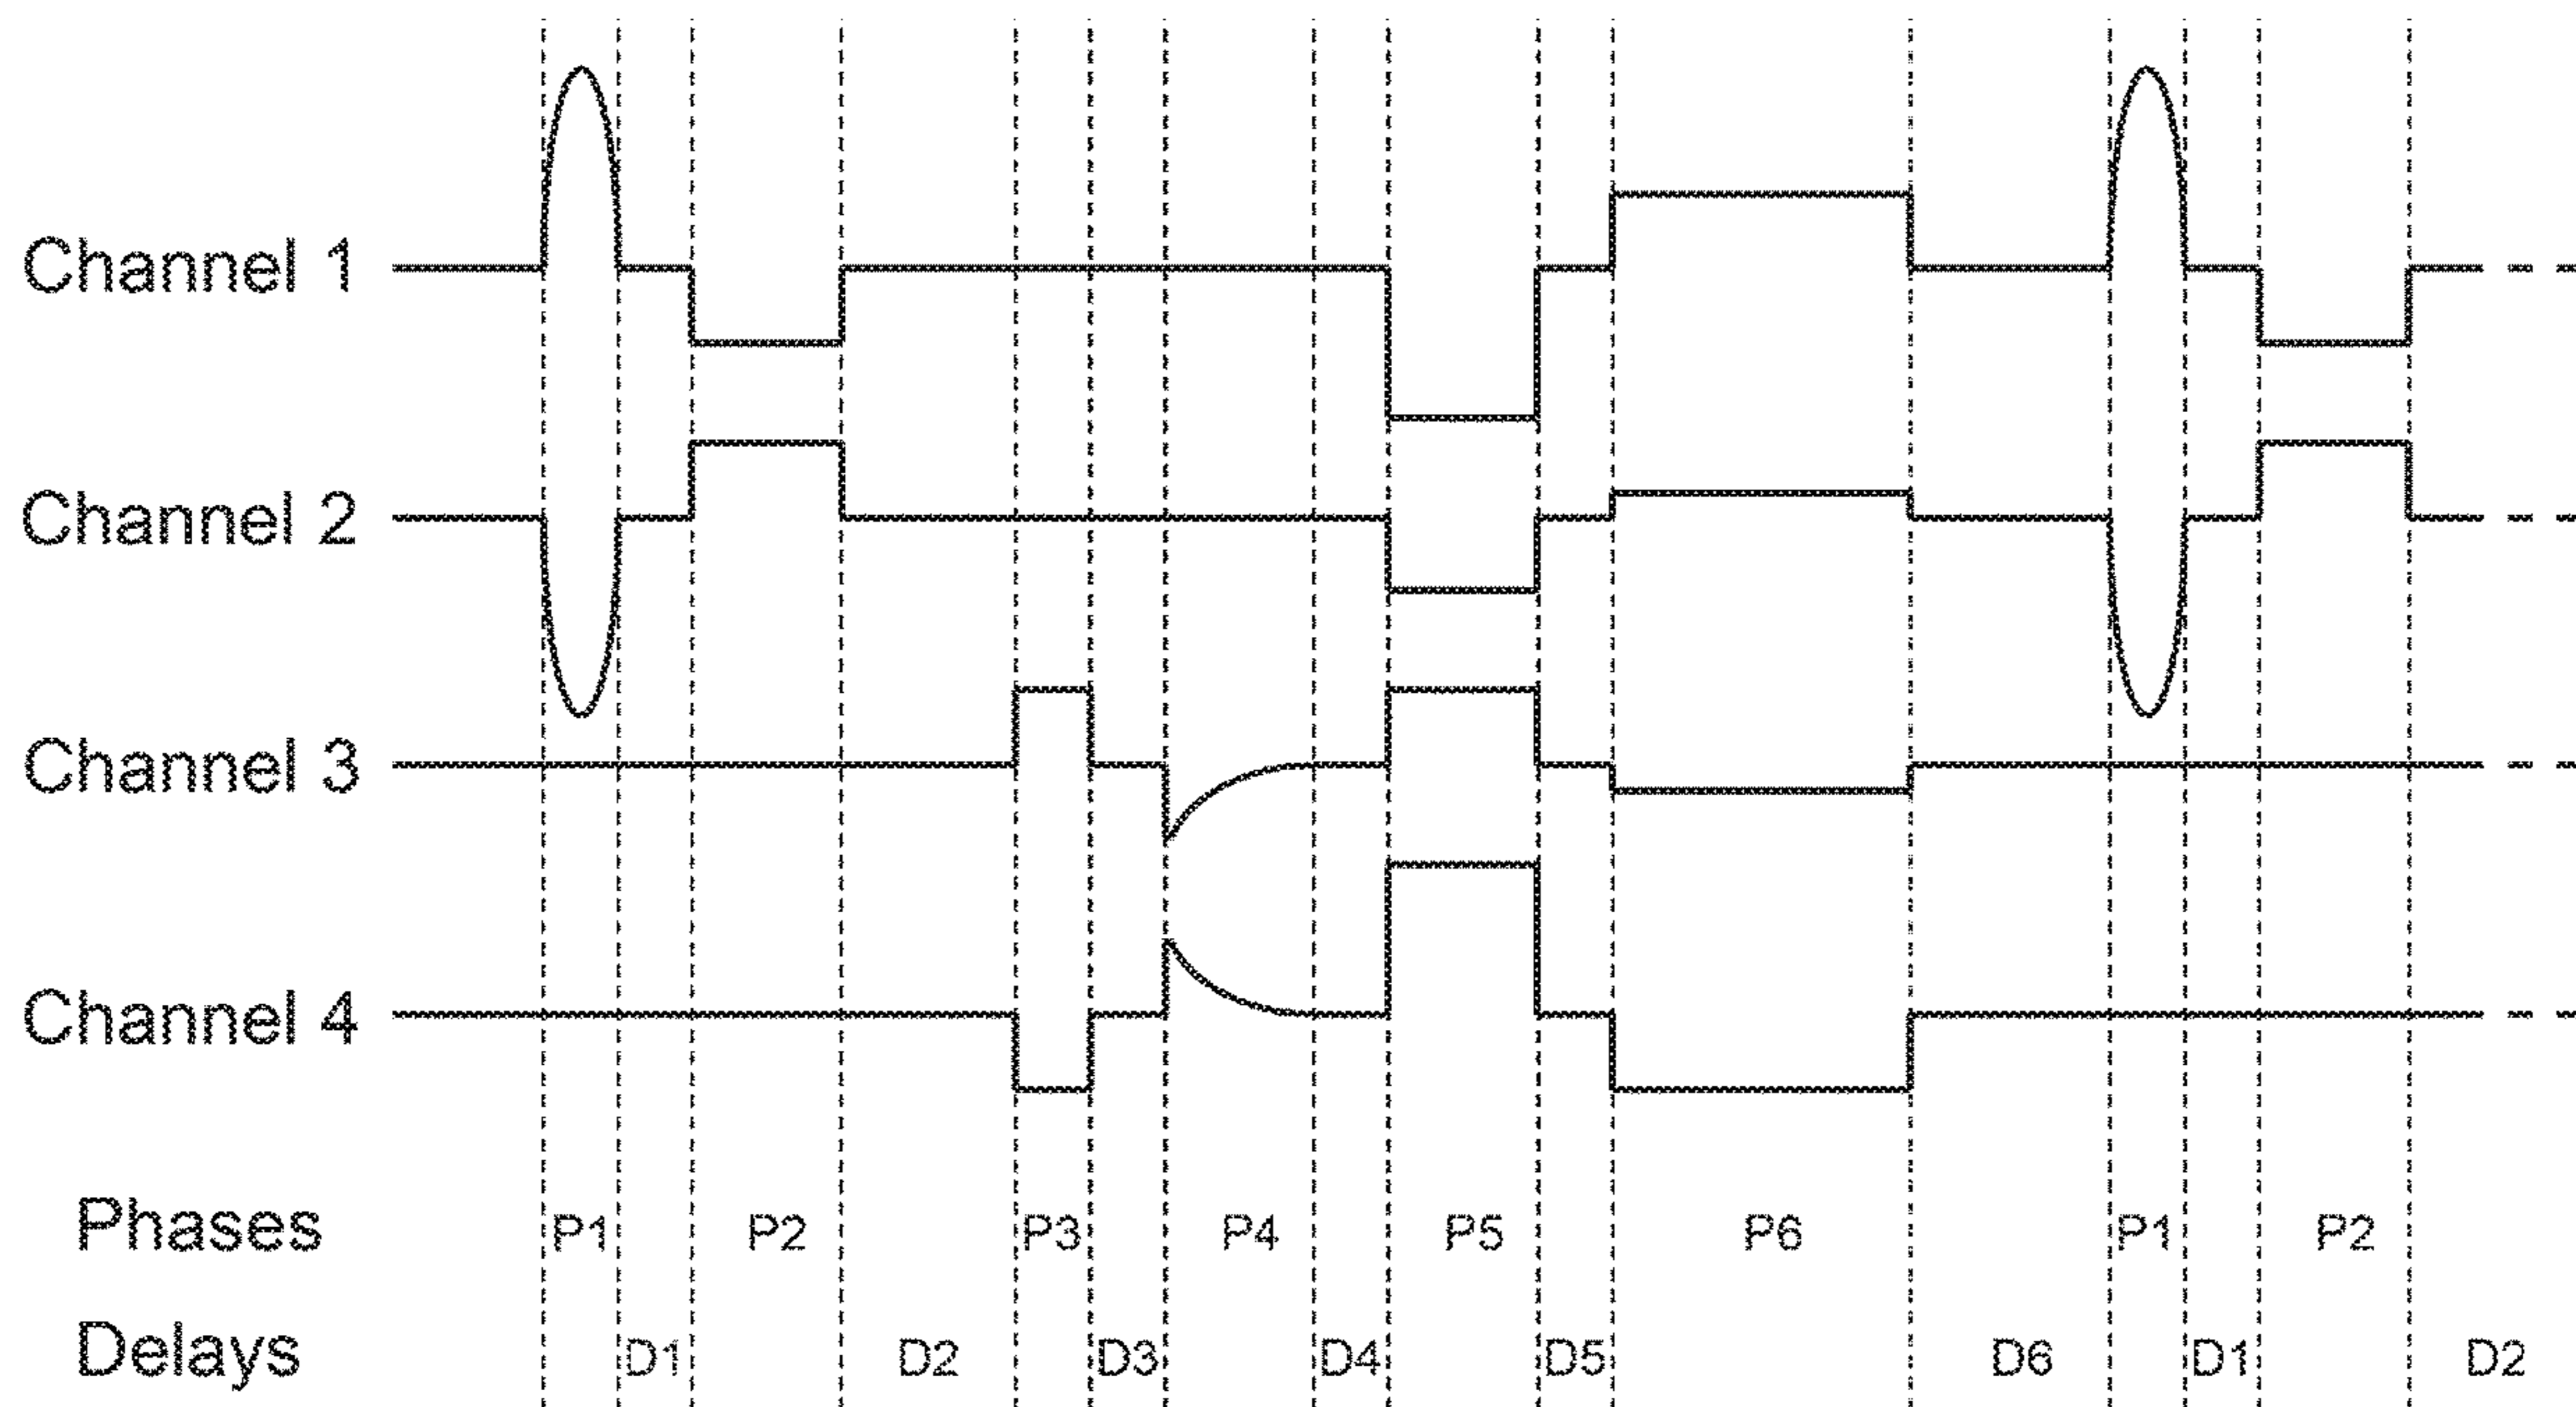 Channel 1
Channel 2
Channel 3
Channel 4
Phases P1 P2 P3 P4 P5 P6 P1 P2
Delays D1 D2 D3 D4 D5 D6 D1 D2